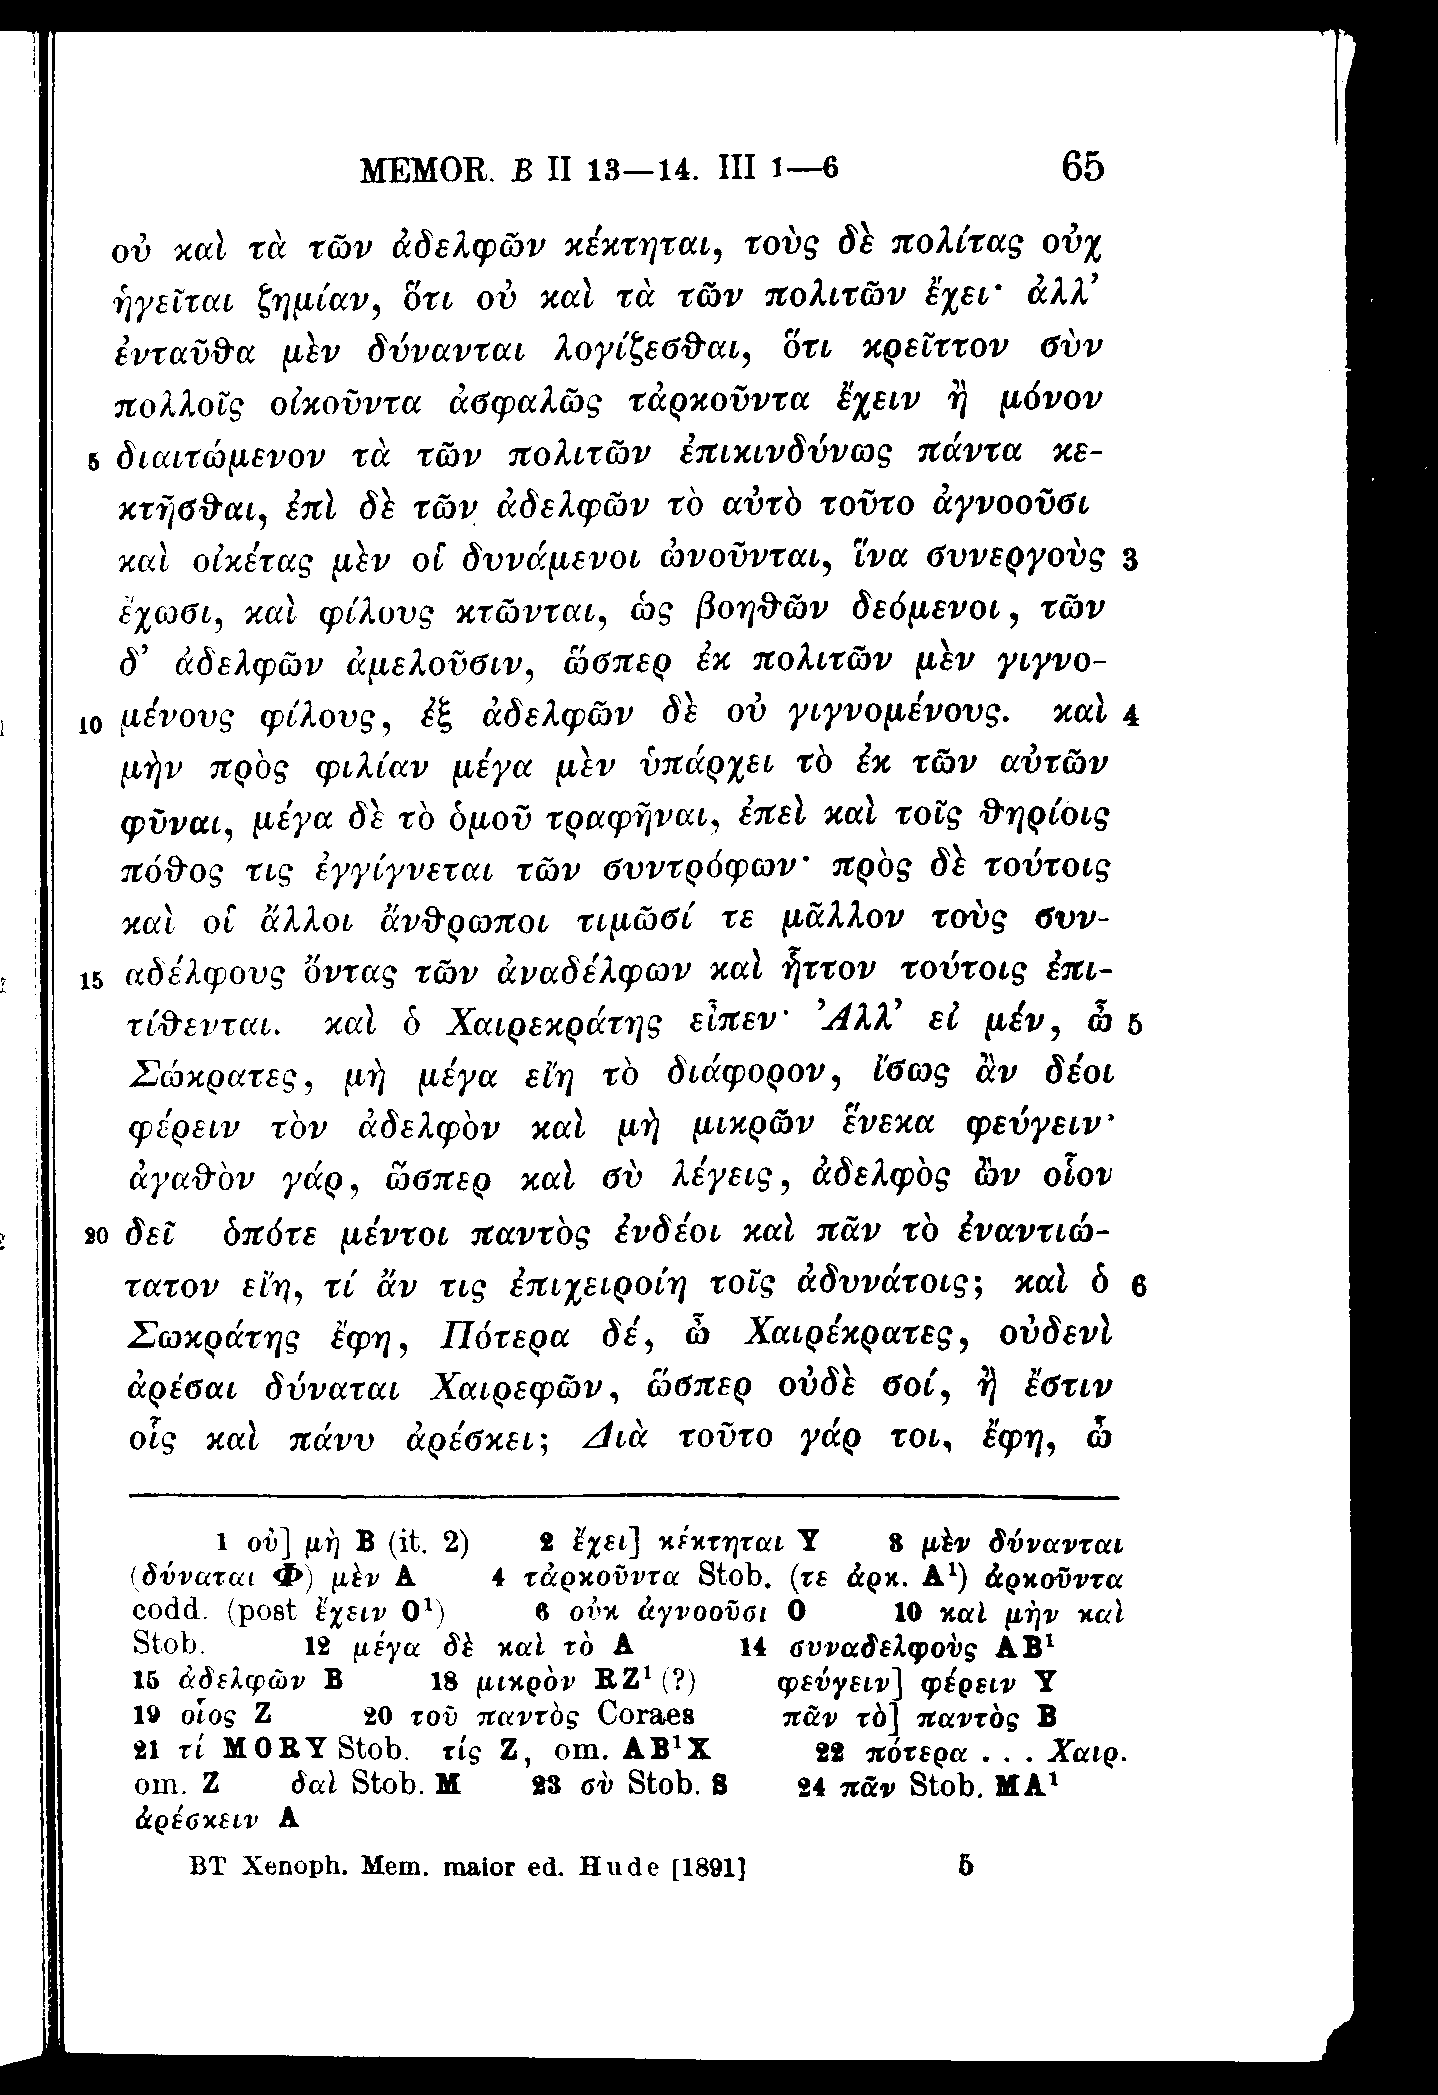 MEMOR. B II 13—14. III 1—6 65
οὐ καὶ τὰ τῶν ἀδελφῶν κέκτηται, τοὺς δὲ πολίτας οὐχ
ἡγεῖται ζημίαν, ὅτι οὐ καὶ τὰ τῶν πολιτῶν ἔχει· ἀλλ’
ἐνταῦθα μὲν δύνανται λογίζεσθαι, ὅτι κρεῖττον σὺν
πολλοῖς οἰκοῦντα ἀσφαλῶς τἀρκοῦντα ἔχειν ἢ μόνον
5 διαιτώμενον τὰ τῶν πολιτῶν ἐπικινδύνως πάντα κε-
κτῆσθαι, ἐπὶ δὲ τῶν ἀδελφῶν τὸ αὐτὸ τοῦτο ἀγνοοῦσι
καὶ οἰκέτας μὲν οἱ δυνάμενοι ὠνοῦνται, ἵνα συνεργοὺς 3
ἔχωσι, καὶ φίλους κτῶνται, ὡς βοηθῶν δεόμενοι, τῶν
δ’ ἀδελφῶν ἀμελοῦσιν, ὥσπερ ἐκ πολιτῶν μὲν γιγνο-
10 μένους φίλους, ἐξ ἀδελφῶν δὲ οὐ γιγνομένους. καὶ 4
μὴν πρὸς φιλίαν μέγα μὲν ὑπάρχει τὸ ἐκ τῶν αὐτῶν
φῦναι, μέγα δὲ τὸ ὁμοῦ τραφῆναι, ἐπεὶ καὶ τοῖς θηρίοις
πόθος τις ἐγγίγνεται τῶν συντρόφων· πρὸς δὲ τούτοις
καὶ οἱ ἄλλοι ἄνθρωποι τιμῶσί τε μᾶλλον τοὺς συν-
15 αδέλφους ὄντας τῶν ἀναδέλφων καὶ ἧττον τούτοις ἐπι-
τίθενται. καὶ ὁ Χαιρεκράτης εἶπεν· Ἀλλ’ εἰ μέν, ὦ 5
Σώκρατες, μὴ μέγα εἴη τὸ διάφορον, ἴσως ἂν δέοι
φέρειν τὸν ἀδελφὸν καὶ μὴ μικρῶν ἕνεκα φεύγειν·
ἀγαθὸν γάρ, ὥσπερ καὶ σὺ λέγεις, ἀδελφὸς ὢν οἷον
20 δεῖ ὁπότε μέντοι παντὸς ἐνδέοι καὶ πᾶν τὸ ἐναντιώ-
τατον εἴη, τί ἄν τις ἐπιχειροίη τοῖς ἀδυνάτοις; καὶ ὁ 6
Σωκράτης ἔφη, Πότερα δέ, ὦ Χαιρέκρατες, οὐδενὶ
ἀρέσαι δύναται Χαιρεφῶν, ὥσπερ οὐδὲ σοί, ἢ ἔστιν
οἷς καὶ πάνυ ἀρέσκει; Διὰ τοῦτο γάρ τοι, ἔφη, ὦ
1 οὐ] μὴ B (it. 2) 2 ἔχει] κέκτηται Y 3 μὲν δύνανται
(δύναται Φ) μὲν A 4 τἀρκοῦντα Stob. (τε ἀρκ. A¹) ἀρκοῦντα
codd. (post ἔχειν O¹) 6 οὐκ ἀγνοοῦσι O 10 καὶ μὴν καὶ
Stob. 12 μέγα δὲ καὶ τὸ A 14 συναδελφοὺς AB¹
15 ἀδελφῶν B 18 μικρὸν RZ¹ (?) φεύγειν] φέρειν Y
19 οἷος Z 20 τοῦ παντὸς Coraes πᾶν τὸ] παντὸς B
21 τί MORY Stob. τίς Z, om. AB¹X 22 πότερα . . . Χαιρ.
om. Z δαὶ Stob. M 23 σὺ Stob. S 24 πᾶν Stob. MA¹
ἀρέσκειν A
BT Xenoph. Mem. maior ed. Hude [1891] 5